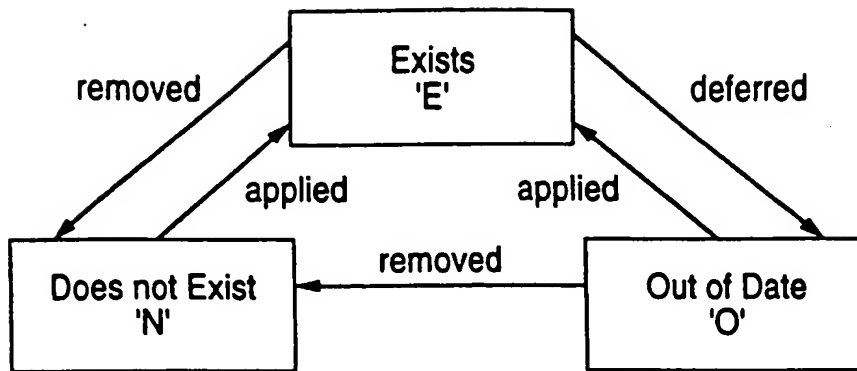 Exists
'E'
removed
deferred
applied
applied
removed
Does not Exist
'N'
Out of Date
'O'